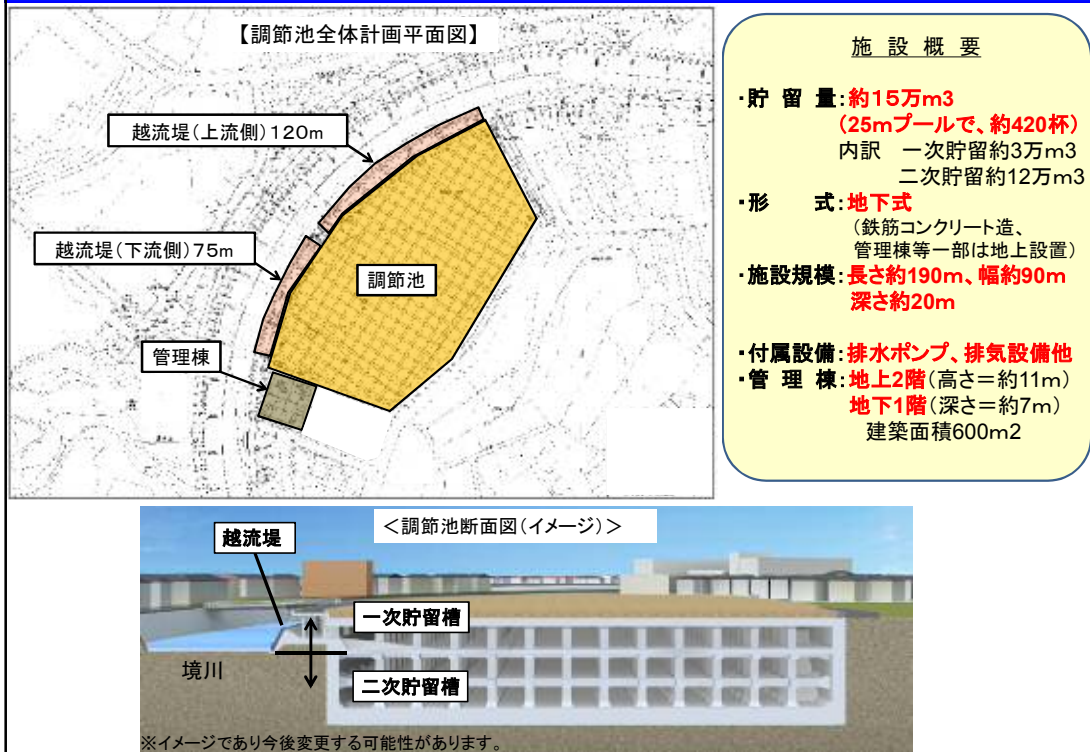 【調節池全体計画平面図】
越流堤(上流側)120m
越流堤(下流側)75m
調節池
管理棟
施設概要
・貯留量:約15万m3
(25mプールで、約420杯)
内訳 一次貯留約3万m3
二次貯留約12万m3
・形式:地下式
(鉄筋コンクリート造、
管理棟等一部は地上設置)
・施設規模:長さ約190m、幅約90m
深さ約20m
・付属設備:排水ポンプ、排気設備他
・管理棟:地上2階(高さ=約11m)
地下1階(深さ=約7m)
建築面積600m2
<調節池断面図(イメージ)>
越流堤
一次貯留槽
境川
二次貯留槽
※イメージであり今後変更する可能性があります。